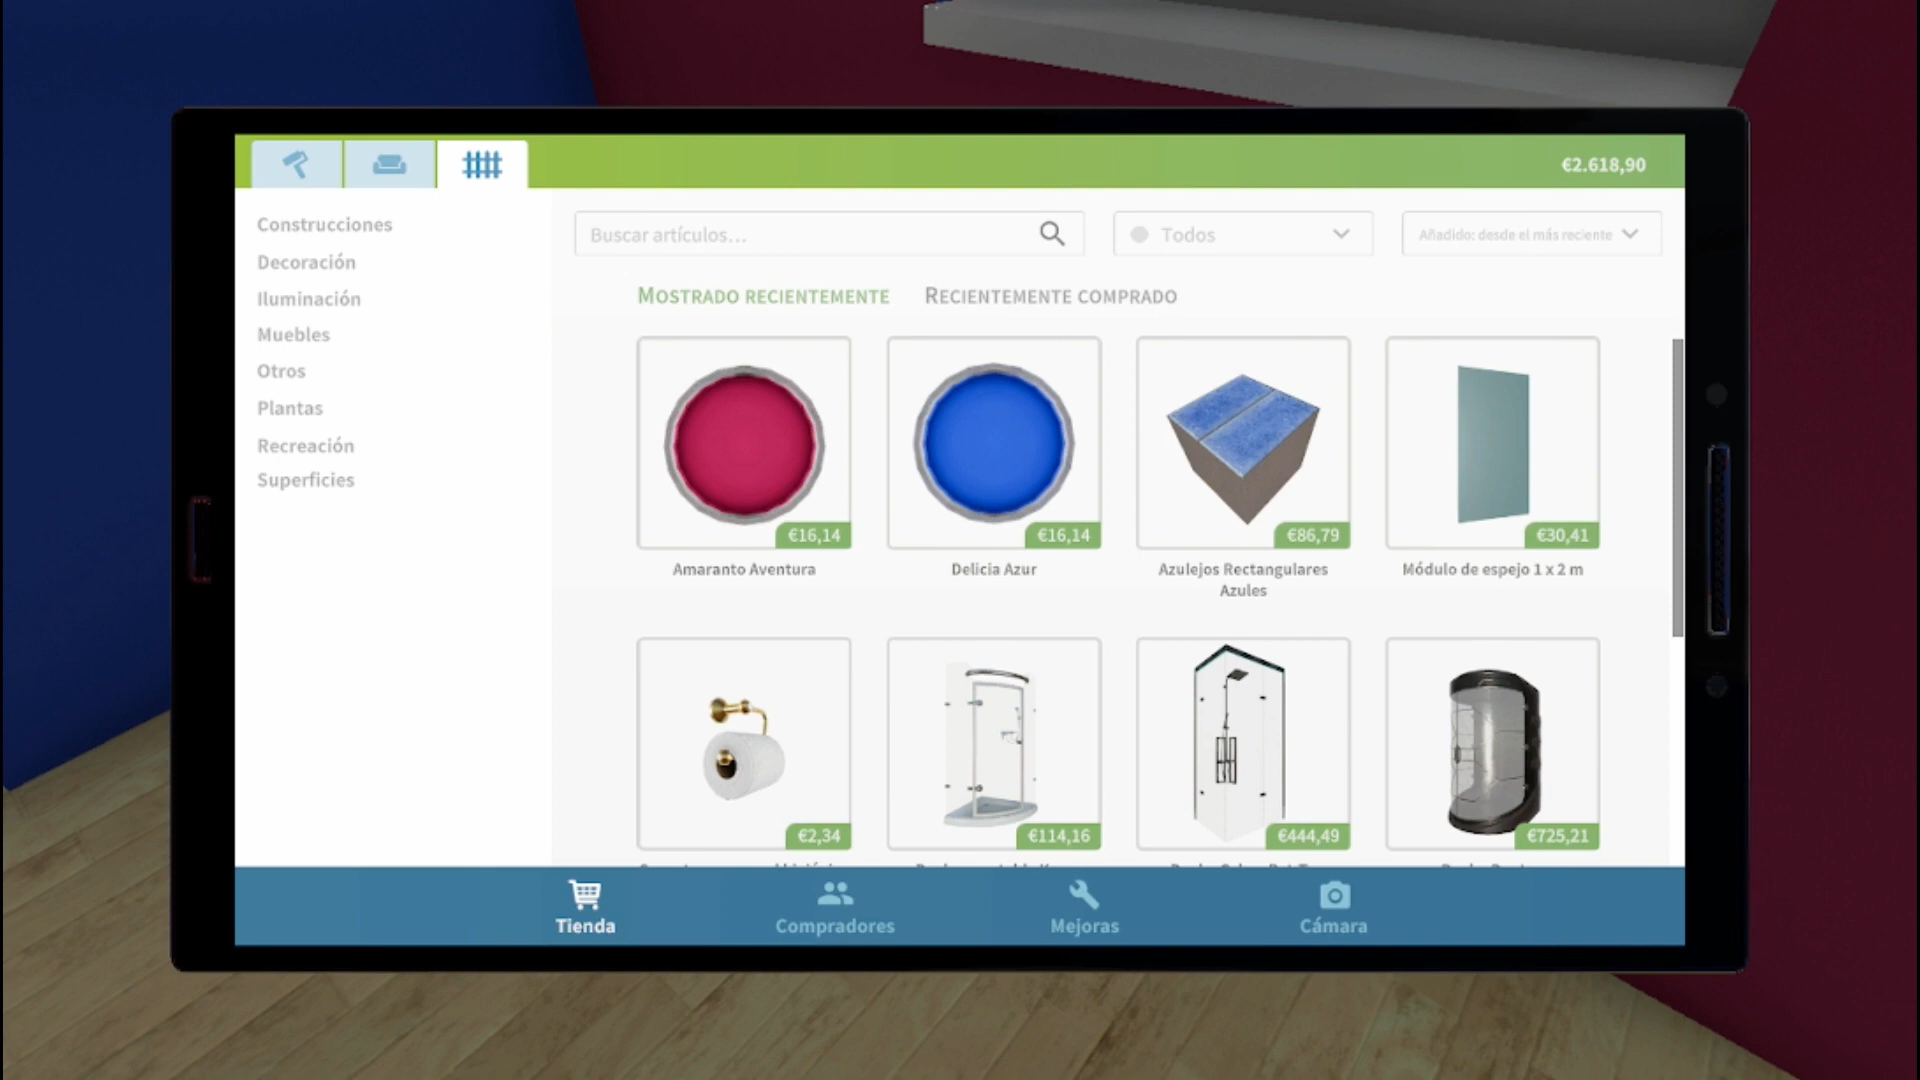 €2.618,90
Construcciones
Decoración
Iluminación
Muebles
Otros
Plantas
Recreación
Superficies
Buscar artículos...
Todos
Añadido: desde el más reciente
MOSTRADO RECIENTEMENTE
RECIENTEMENTE COMPRADO
€16,14
€16,14
€86,79
€30,41
Amaranto Aventura
Delicia Azur
Azulejos Rectangulares
Azules
Módulo de espejo 1 x 2 m
€2,34
€114,16
€444,49
€725,21
Tienda
Compradores
Mejoras
Cámara